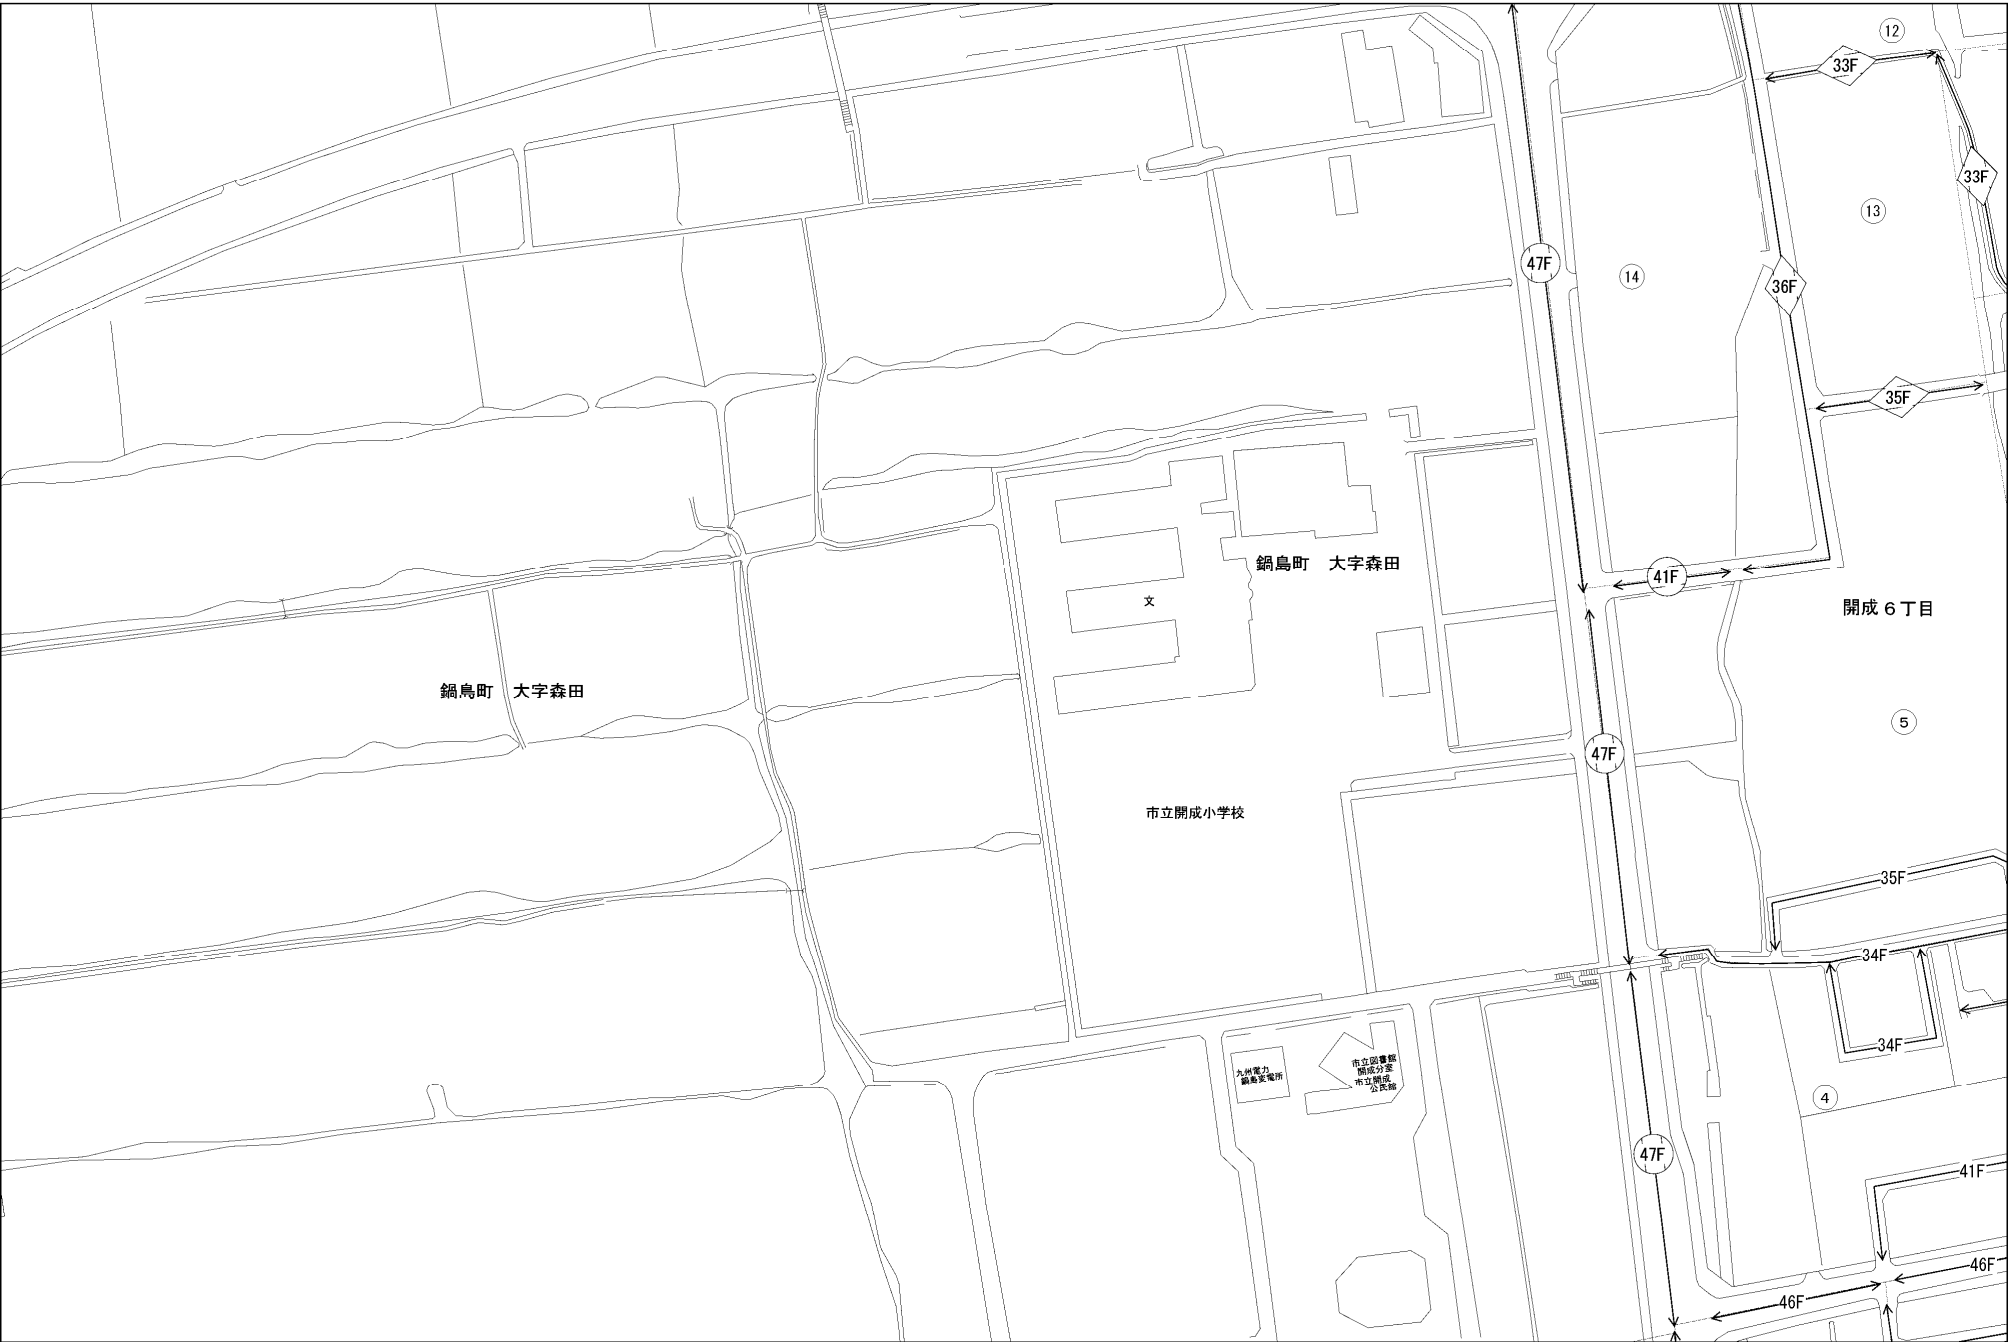 12
33F
33F
13
47F
14
36F
35F
鍋島町 大字森田
41F
文
開成6丁目
鍋島町 大字森田
5
47F
市立開成小学校
35F
34F
34F
九州電力
鍋島変電所
市立図書館
開成分室
市立開成
公民館
4
47F
41F
46F
46F